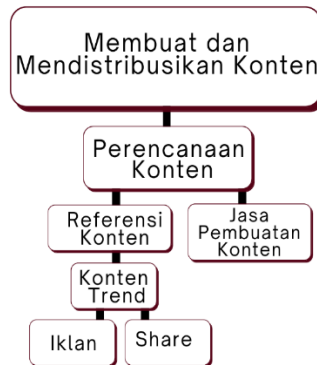 Membuat dan
Mendistribusikan Konten
Perencanaan
Konten
Referensi
Konten
Jasa
Pembuatan
Konten
Konten
Trend
Iklan
Share